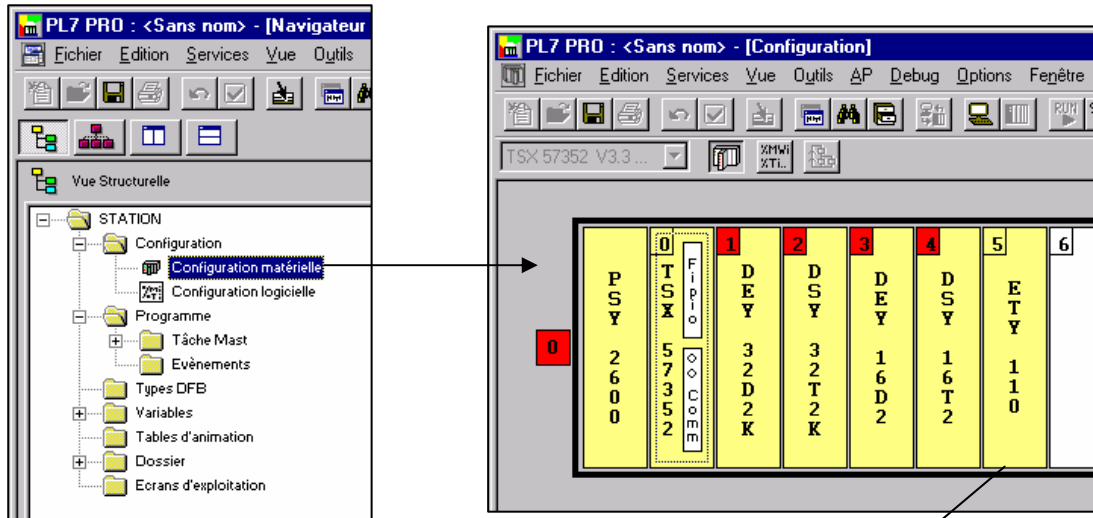 PL7 PRO : <Sans nom> - [Navigateur
Fichier Edition Services Vue Outils
Vue Structurelle
STATION
Configuration
Configuration matérielle
Configuration logicielle
Programme
Tâche Mast
Evènements
Types DFB
Variables
Tables d'animation
Dossier
Ecrans d'exploitation
PL7 PRO : <Sans nom> - [Configuration]
Fichier Edition Services Vue Outils AP Debug Options Fenêtre
RUN
TSX 57352 V3.3 ...
XMWi
XTi..
0
PSY 2600
0
TSX 57352
Fipio
Comm
1
DEY 32D2K
2
DSY 32T2K
3
DEY 16D2
4
DSY 16T2
5
ETY 110
6